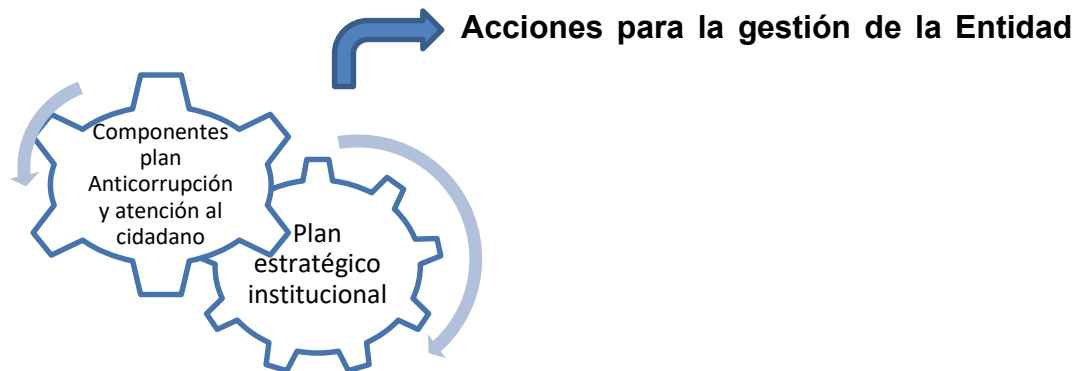 Acciones para la gestión de la Entidad
Componentes
plan
Anticorrupción
y atención al
cidadano
Plan
estratégico
institucional